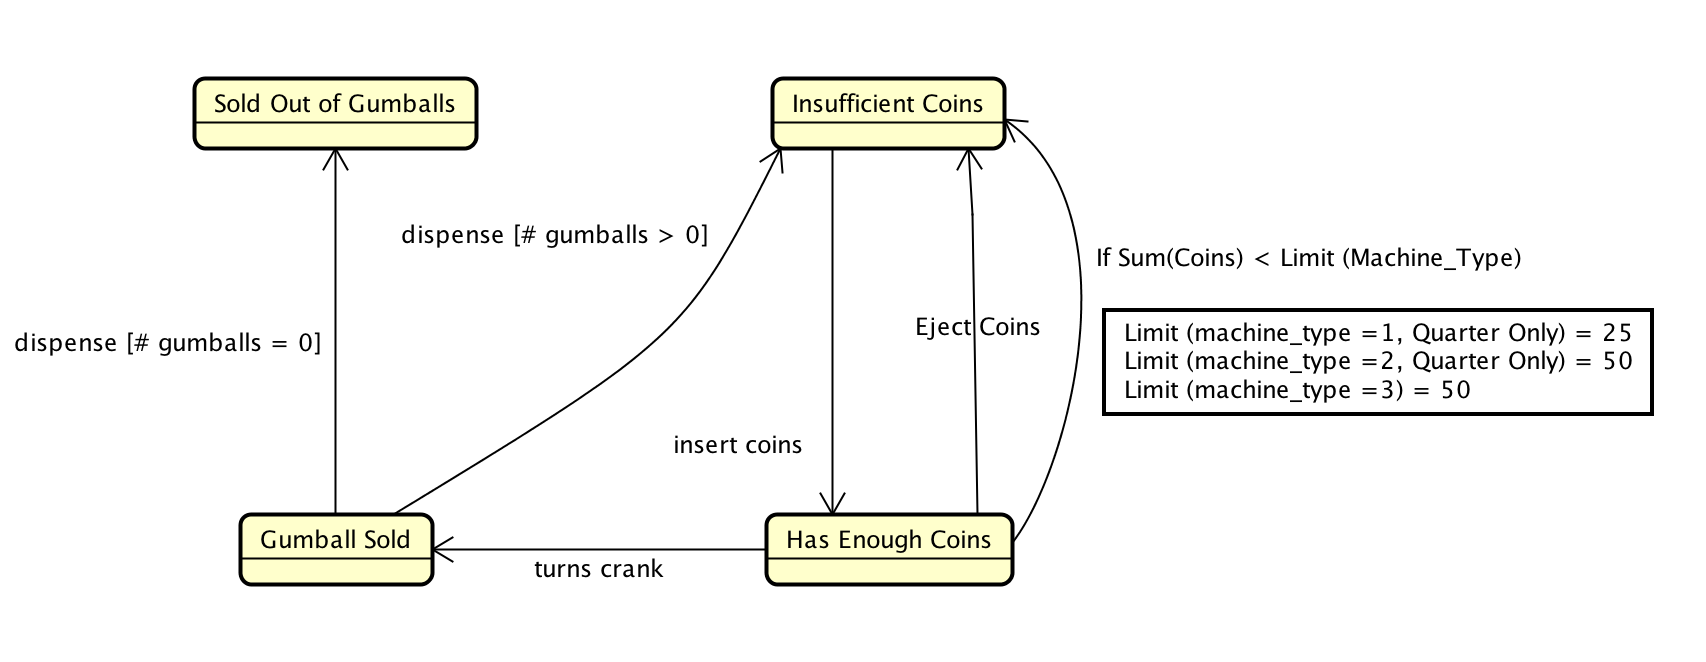 Sold Out of Gumballs
Insufficient Coins
dispense [# gumballs > 0]
If Sum(Coins) < Limit (Machine_Type)
Eject Coins
dispense [# gumballs = 0]
Limit (machine_type =1, Quarter Only) = 25
Limit (machine_type =2, Quarter Only) = 50
Limit (machine_type =3) = 50
insert coins
Gumball Sold
Has Enough Coins
turns crank